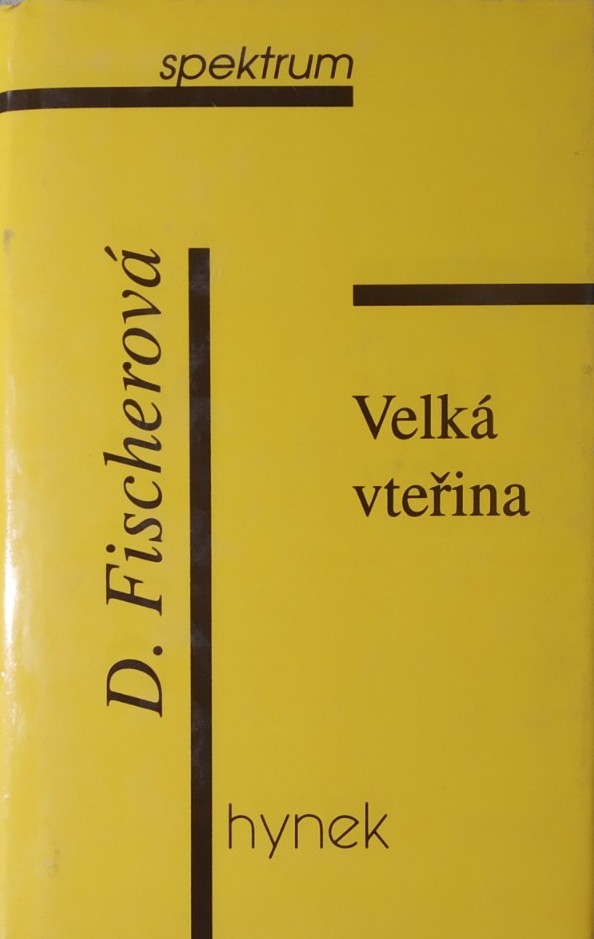 spektrum
D. Fischerová
Velká
vteřina
hynek